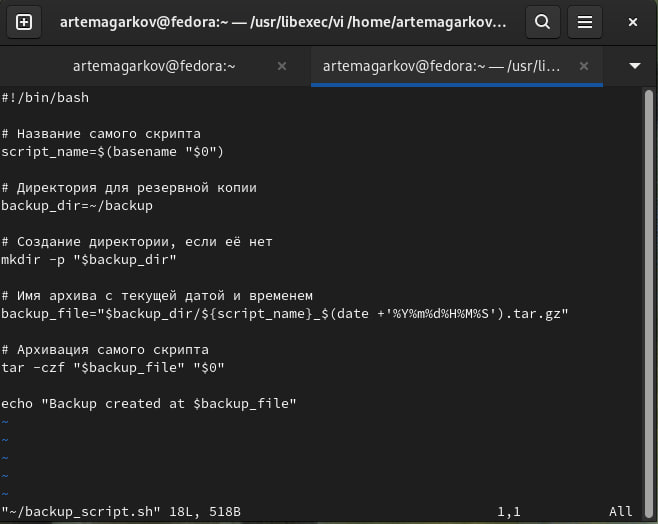 artemagarkov@fedora:~ — /usr/libexec/vi /home/artemagarkov…
artemagarkov@fedora:~
artemagarkov@fedora:~ — /usr/li…
#!/bin/bash
# Название самого скрипта
script_name=$(basename "$0")
# Директория для резервной копии
backup_dir=~/backup
# Создание директории, если её нет
mkdir -p "$backup_dir"
# Имя архива с текущей датой и временем
backup_file="$backup_dir/${script_name}_$(date +'%Y%m%d%H%M%S').tar.gz"
# Архивация самого скрипта
tar -czf "$backup_file" "$0"
echo "Backup created at $backup_file"
~
~
~
~
~
"~/backup_script.sh" 18L, 518B 1,1 All